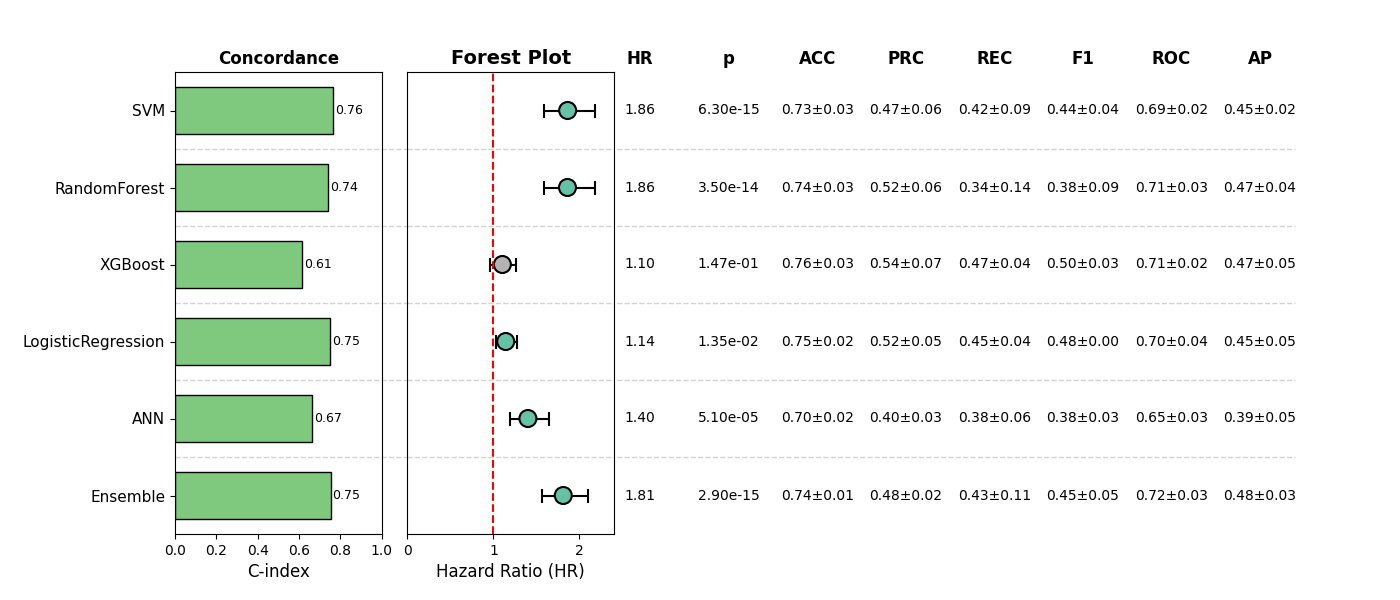 Concordance Forest Plot HR p ACC PRC REC F1 ROC AP
SVM 0.76 1.86 6.30e-15 0.73±0.03 0.47±0.06 0.42±0.09 0.44±0.04 0.69±0.02 0.45±0.02
RandomForest 0.74 1.86 3.50e-14 0.74±0.03 0.52±0.06 0.34±0.14 0.38±0.09 0.71±0.03 0.47±0.04
XGBoost 0.61 1.10 1.47e-01 0.76±0.03 0.54±0.07 0.47±0.04 0.50±0.03 0.71±0.02 0.47±0.05
LogisticRegression 0.75 1.14 1.35e-02 0.75±0.02 0.52±0.05 0.45±0.04 0.48±0.00 0.70±0.04 0.45±0.05
ANN 0.67 1.40 5.10e-05 0.70±0.02 0.40±0.03 0.38±0.06 0.38±0.03 0.65±0.03 0.39±0.05
Ensemble 0.75 1.81 2.90e-15 0.74±0.01 0.48±0.02 0.43±0.11 0.45±0.05 0.72±0.03 0.48±0.03
0.0 0.2 0.4 0.6 0.8 1.0 0 1 2
C-index Hazard Ratio (HR)